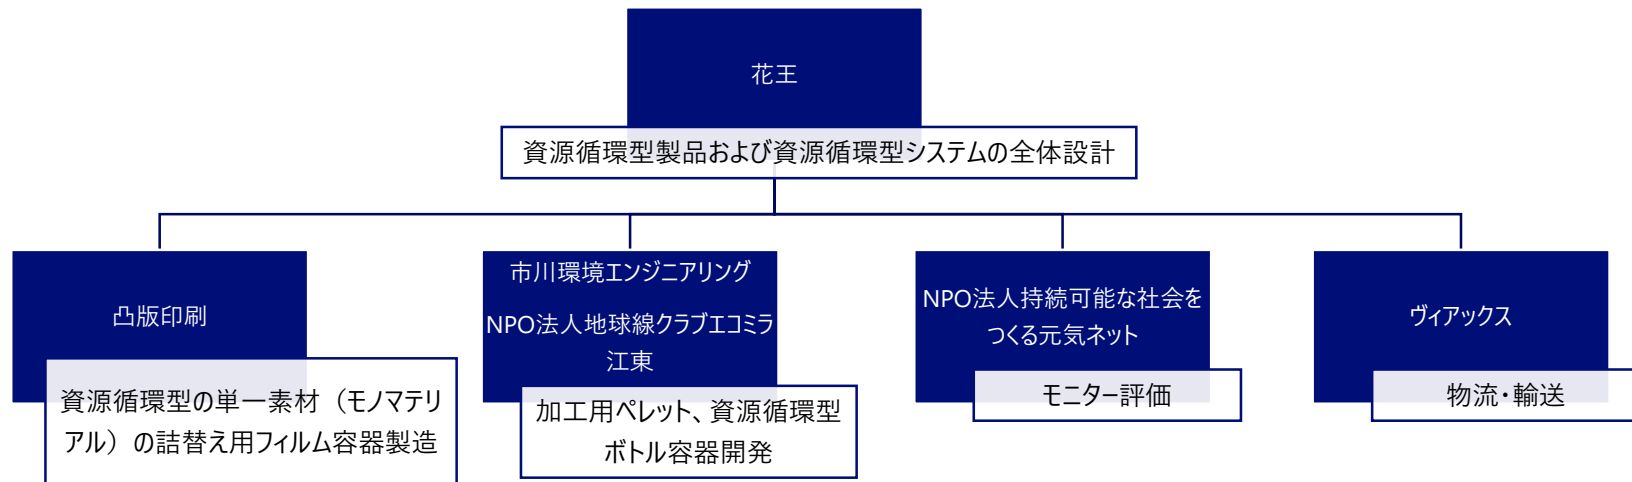 花王
資源循環型製品および資源循環型システムの全体設計
凸版印刷
資源循環型の単一素材（モノマテリ
アル）の詰替え用フィルム容器製造
市川環境エンジニアリング
NPO法人地球線クラブエコミラ
江東
加工用ペレット、資源循環型
ボトル容器開発
NPO法人持続可能な社会を
つくる元気ネット
モニター評価
ヴィアックス
物流・輸送